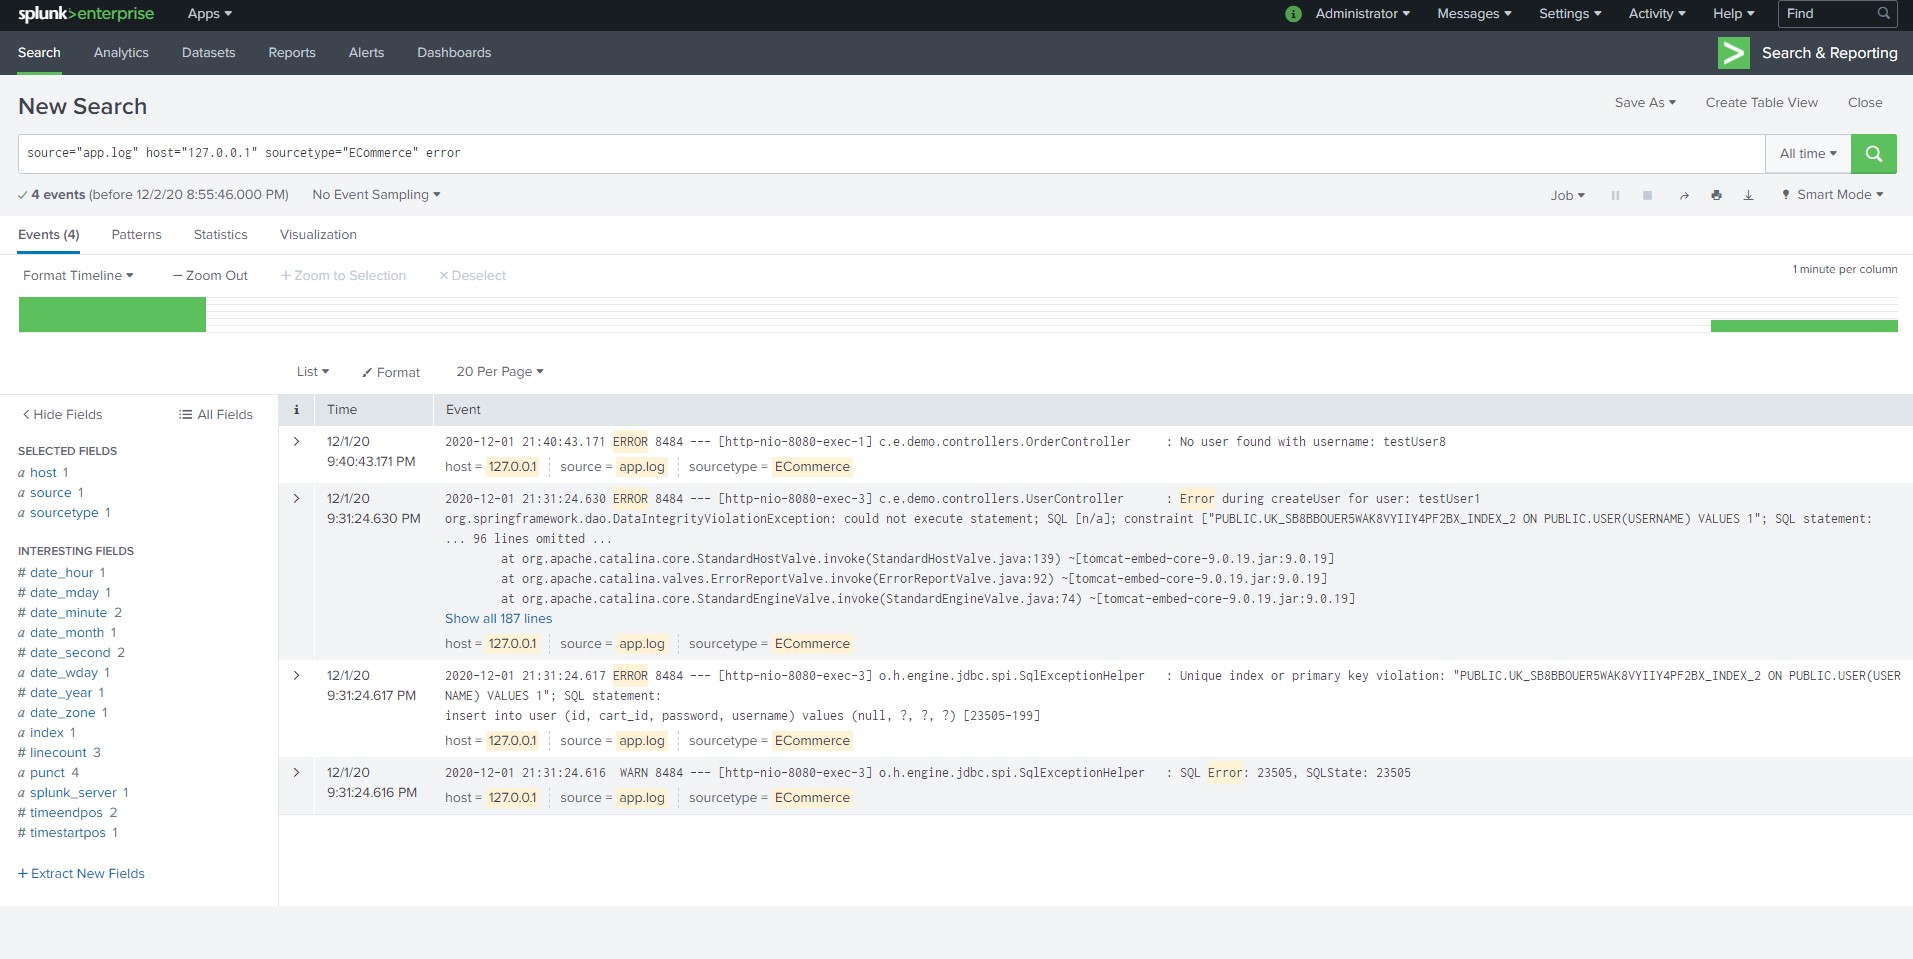 splunk>enterprise Apps ▾ i Administrator ▾ Messages ▾ Settings ▾ Activity ▾ Help ▾ Find
Search Analytics Datasets Reports Alerts Dashboards > Search & Reporting
New Search Save As ▾ Create Table View Close
source="app.log" host="127.0.0.1" sourcetype="ECommerce" error All time ▾
✓ 4 events (before 12/2/20 8:55:46.000 PM) No Event Sampling ▾ Job ▾ Smart Mode ▾
Events (4) Patterns Statistics Visualization
Format Timeline ▾ — Zoom Out + Zoom to Selection × Deselect 1 minute per column
List ▾ Format 20 Per Page ▾
< Hide Fields All Fields
SELECTED FIELDS
a host 1
a source 1
a sourcetype 1
INTERESTING FIELDS
# date_hour 1
# date_mday 1
# date_minute 2
a date_month 1
# date_second 2
a date_wday 1
# date_year 1
a date_zone 1
a index 1
# linecount 3
a punct 4
a splunk_server 1
# timeendpos 2
# timestartpos 1
+ Extract New Fields
i Time Event
> 12/1/20
9:40:43.171 PM
2020-12-01 21:40:43.171 ERROR 8484 --- [http-nio-8080-exec-1] c.e.demo.controllers.OrderController : No user found with username: testUser8
host = 127.0.0.1 source = app.log sourcetype = ECommerce
> 12/1/20
9:31:24.630 PM
2020-12-01 21:31:24.630 ERROR 8484 --- [http-nio-8080-exec-3] c.e.demo.controllers.UserController : Error during createUser for user: testUser1
org.springframework.dao.DataIntegrityViolationException: could not execute statement; SQL [n/a]; constraint ["PUBLIC.UK_SB8BBOUER5WAK8VYIIY4PF2BX_INDEX_2 ON PUBLIC.USER(USERNAME) VALUES 1"; SQL statement:
... 96 lines omitted ...
at org.apache.catalina.core.StandardHostValve.invoke(StandardHostValve.java:139) ~[tomcat-embed-core-9.0.19.jar:9.0.19]
at org.apache.catalina.valves.ErrorReportValve.invoke(ErrorReportValve.java:92) ~[tomcat-embed-core-9.0.19.jar:9.0.19]
at org.apache.catalina.core.StandardEngineValve.invoke(StandardEngineValve.java:74) ~[tomcat-embed-core-9.0.19.jar:9.0.19]
Show all 187 lines
host = 127.0.0.1 source = app.log sourcetype = ECommerce
> 12/1/20
9:31:24.617 PM
2020-12-01 21:31:24.617 ERROR 8484 --- [http-nio-8080-exec-3] o.h.engine.jdbc.spi.SqlExceptionHelper : Unique index or primary key violation: "PUBLIC.UK_SB8BBOUER5WAK8VYIIY4PF2BX_INDEX_2 ON PUBLIC.USER(USER
NAME) VALUES 1"; SQL statement:
insert into user (id, cart_id, password, username) values (null, ?, ?, ?) [23505-199]
host = 127.0.0.1 source = app.log sourcetype = ECommerce
> 12/1/20
9:31:24.616 PM
2020-12-01 21:31:24.616 WARN 8484 --- [http-nio-8080-exec-3] o.h.engine.jdbc.spi.SqlExceptionHelper : SQL Error: 23505, SQLState: 23505
host = 127.0.0.1 source = app.log sourcetype = ECommerce